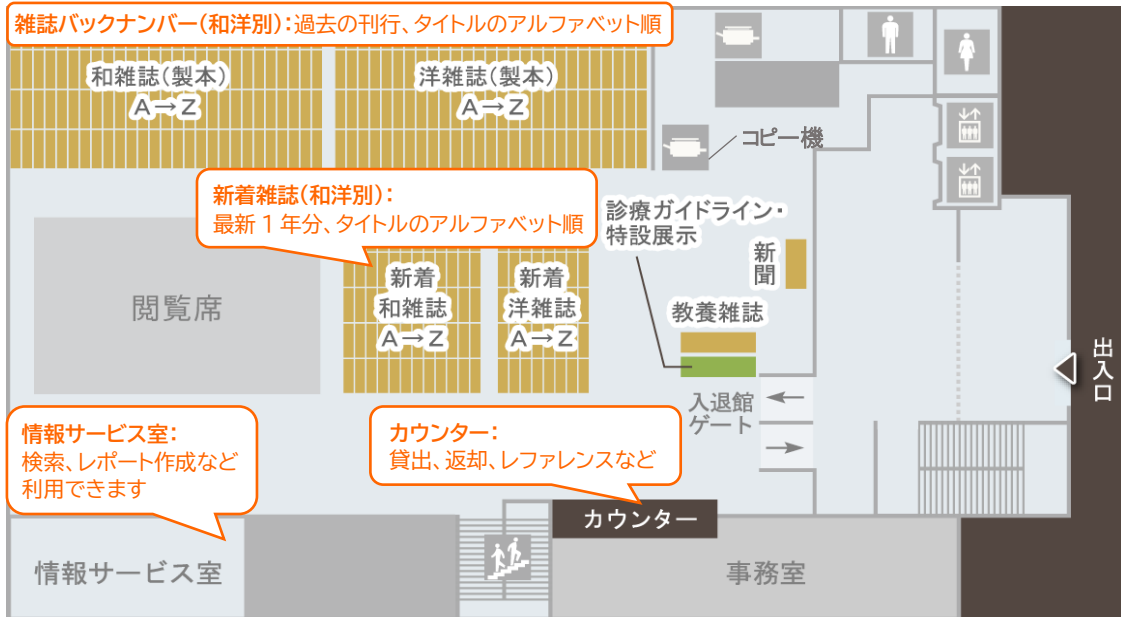 雑誌バックナンバー(和洋別):過去の刊行、タイトルのアルファベット順
和雑誌(製本)
A→Z
洋雑誌(製本)
A→Z
コピー機
新着雑誌(和洋別):
最新1年分、タイトルのアルファベット順
診療ガイドライン・
特設展示
新聞
閲覧席
新着
和雑誌
A→Z
新着
洋雑誌
A→Z
教養雑誌
出入口
入退館
ゲート
情報サービス室:
検索、レポート作成など
利用できます
カウンター:
貸出、返却、レファレンスなど
カウンター
情報サービス室
事務室